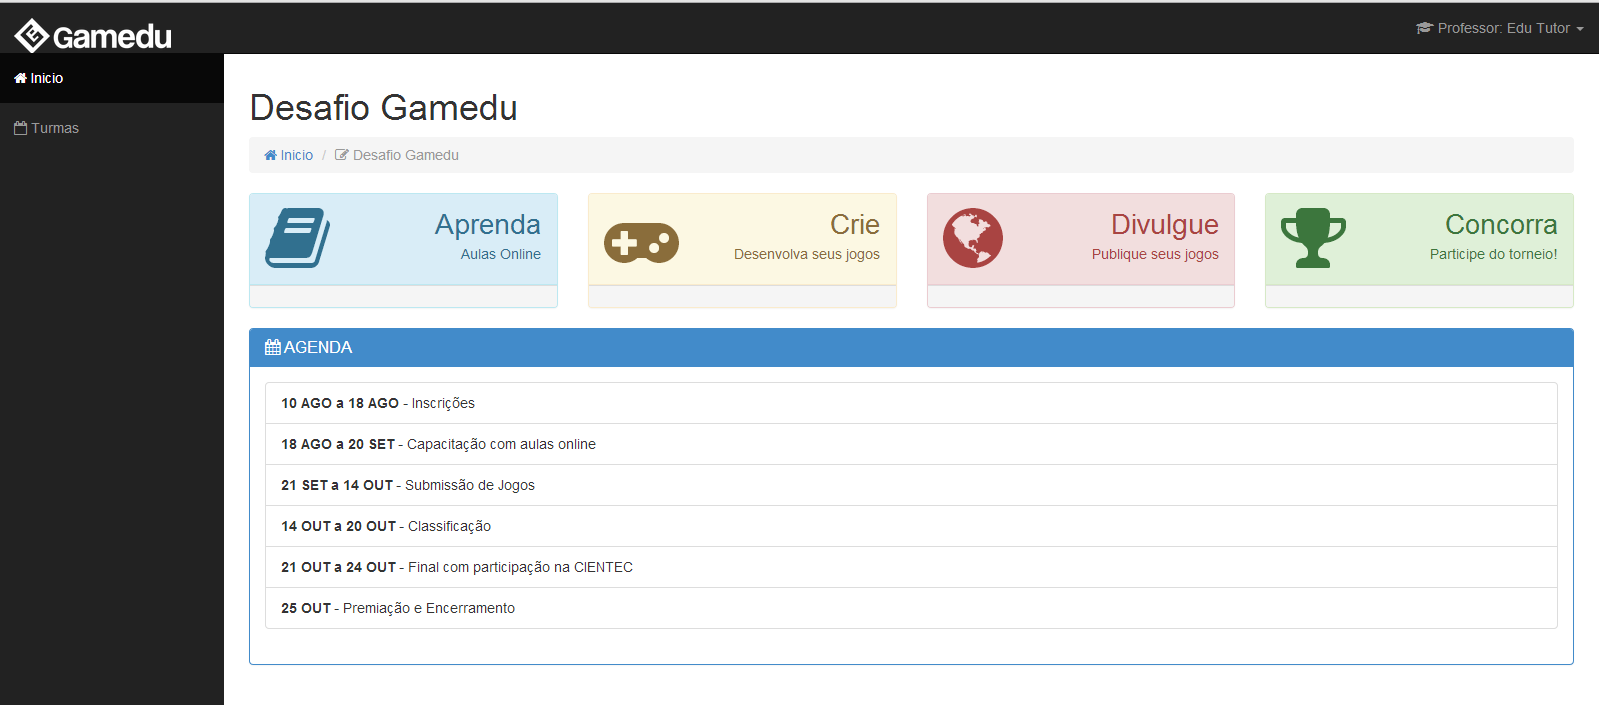 Gamedu
Professor: Edu Tutor
Inicio
Turmas
Desafio Gamedu
Inicio / Desafio Gamedu
Aprenda
Aulas Online
Crie
Desenvolva seus jogos
Divulgue
Publique seus jogos
Concorra
Participe do torneio!
AGENDA
10 AGO a 18 AGO - Inscrições
18 AGO a 20 SET - Capacitação com aulas online
21 SET a 14 OUT - Submissão de Jogos
14 OUT a 20 OUT - Classificação
21 OUT a 24 OUT - Final com participação na CIENTEC
25 OUT - Premiação e Encerramento